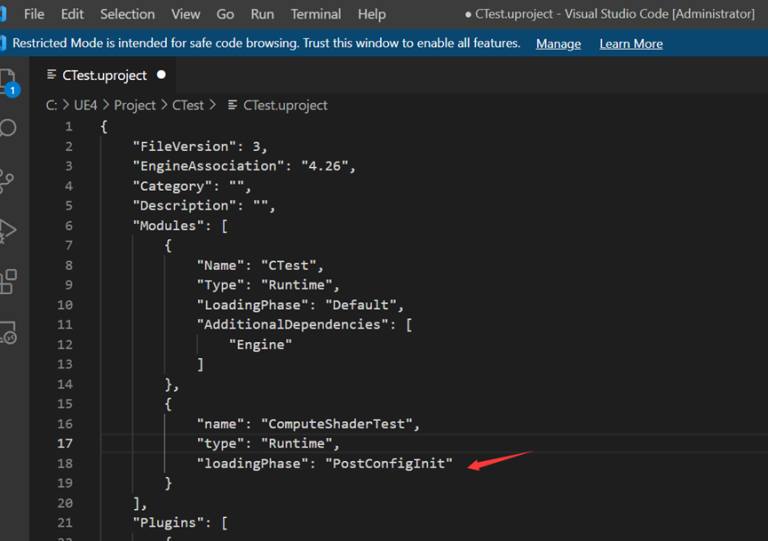 File Edit Selection View Go Run Terminal Help ● CTest.uproject - Visual Studio Code [Administrator]
Restricted Mode is intended for safe code browsing. Trust this window to enable all features. Manage Learn More
CTest.uproject ●
1
C: > UE4 > Project > CTest > CTest.uproject
1 {
2 "FileVersion": 3,
3 "EngineAssociation": "4.26",
4 "Category": "",
5 "Description": "",
6 "Modules": [
7 {
8 "Name": "CTest",
9 "Type": "Runtime",
10 "LoadingPhase": "Default",
11 "AdditionalDependencies": [
12 "Engine"
13 ]
14 },
15 {
16 "name": "ComputeShaderTest",
17 "type": "Runtime",
18 "loadingPhase": "PostConfigInit"
19 }
20 ],
21 "Plugins": [